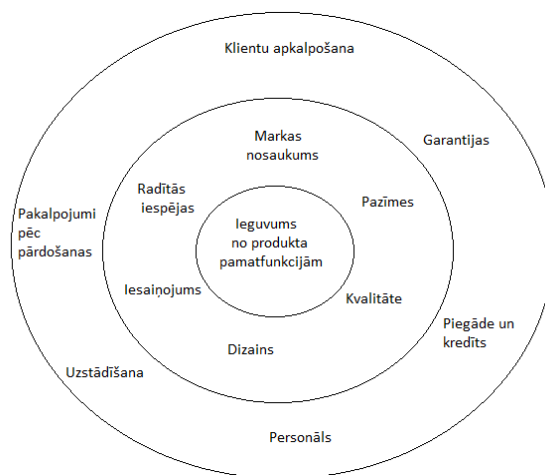 Klientu apkalpošana
Markas
nosaukums
Garantijas
Radītās
iespējas
Pazīmes
Pakalpojumi
pēc
pārdošanas
Ieguvums
no produkta
pamatfunkcijām
Iesaiņojums
Kvalitāte
Piegāde un
kredīts
Dizains
Uzstādīšana
Personāls